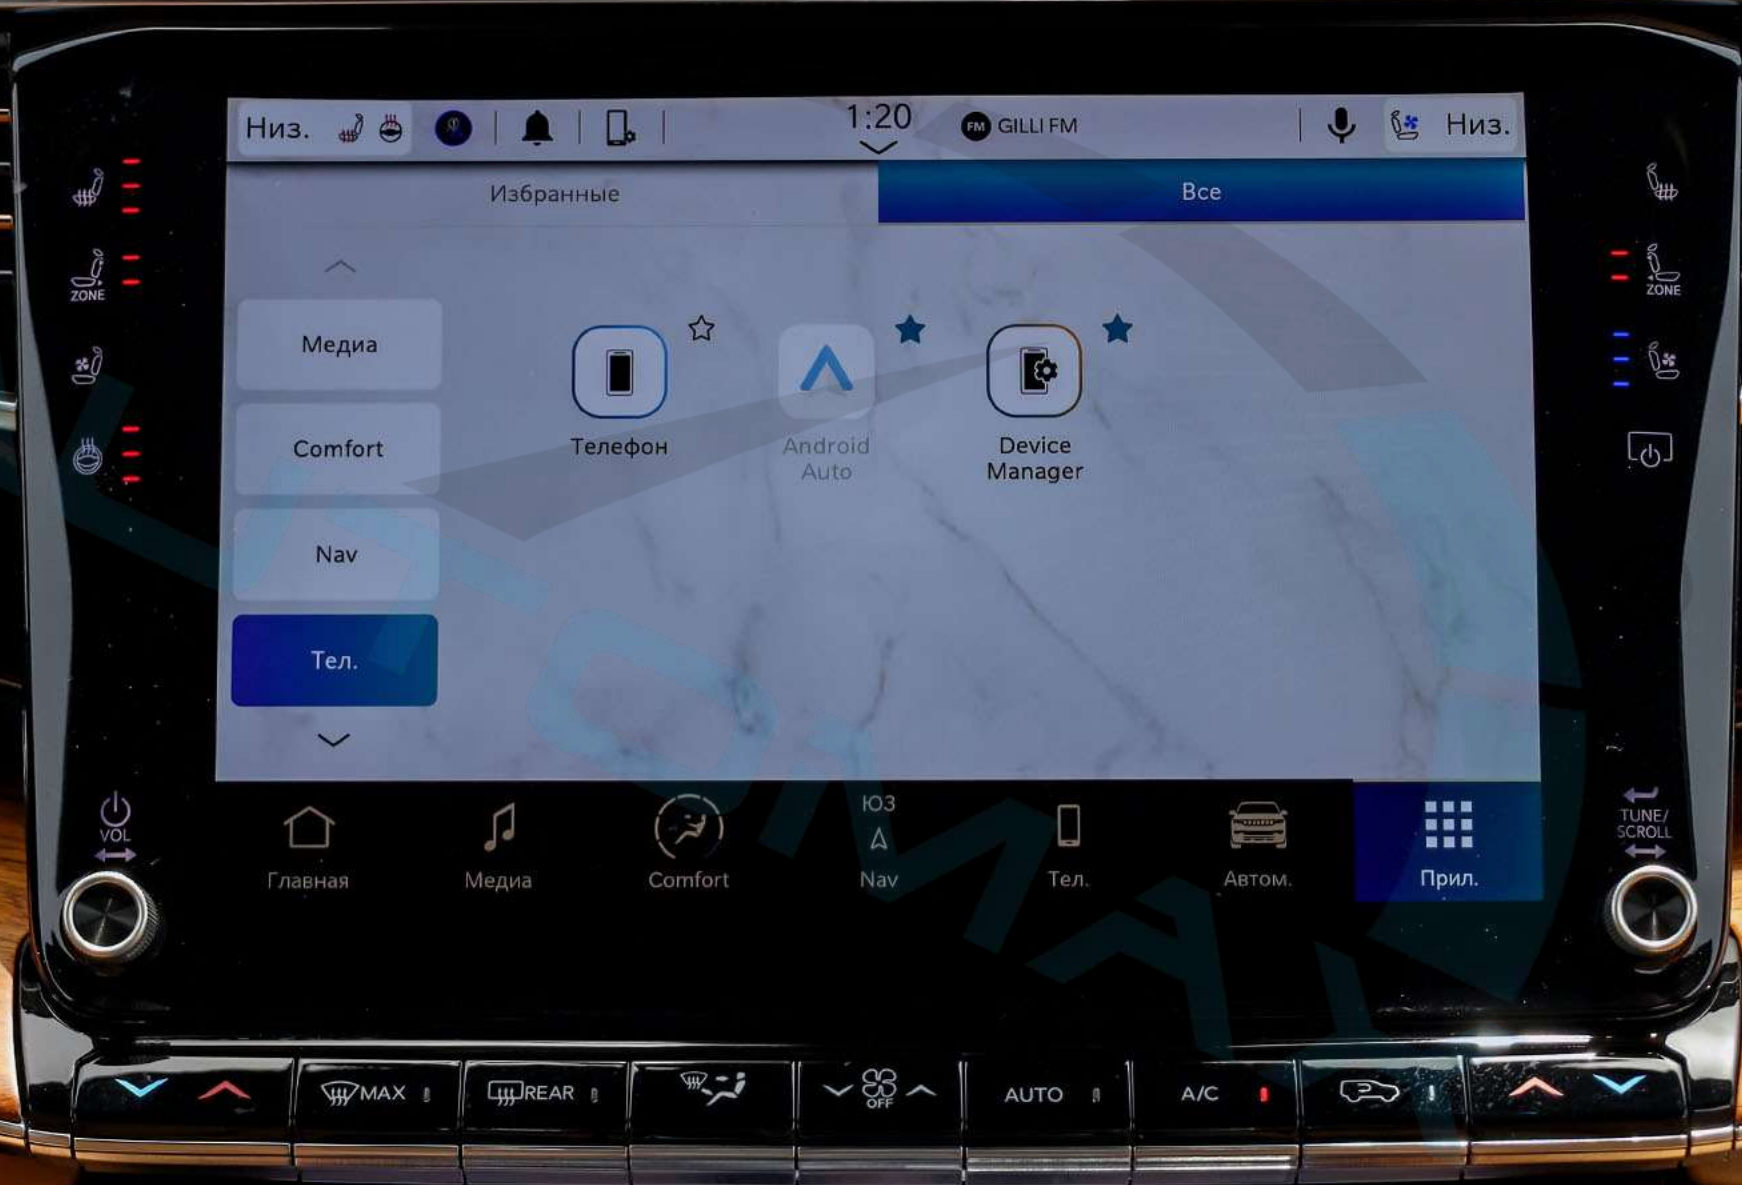 Низ.
1:20
FM GILLI FM
Низ.
Избранные
Все
ZONE
ZONE
Медиа
Comfort
Nav
Тел.
Телефон
Android
Auto
Device
Manager
VOL
TUNE/
SCROLL
Главная
Медиа
Comfort
ЮЗ
Nav
Тел.
Автом.
Прил.
MAX
REAR
OFF
AUTO
A/C